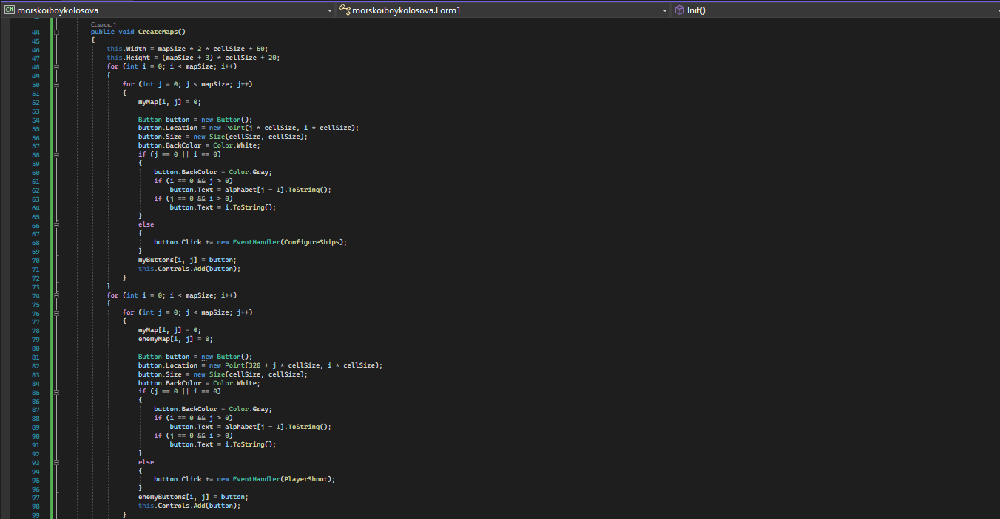 C# morskoiboykolosova morskoiboykolosova.Form1 Init()
Ссылок: 1
44 public void CreateMaps()
45 {
46 this.Width = mapSize * 2 * cellSize + 50;
47 this.Height = (mapSize + 3) * cellSize + 20;
48 for (int i = 0; i < mapSize; i++)
49 {
50 for (int j = 0; j < mapSize; j++)
51 {
52 myMap[i, j] = 0;
53
54 Button button = new Button();
55 button.Location = new Point(j * cellSize, i * cellSize);
56 button.Size = new Size(cellSize, cellSize);
57 button.BackColor = Color.White;
58 if (j == 0 || i == 0)
59 {
60 button.BackColor = Color.Gray;
61 if (i == 0 && j > 0)
62 button.Text = alphabet[j - 1].ToString();
63 if (j == 0 && i > 0)
64 button.Text = i.ToString();
65 }
66 else
67 {
68 button.Click += new EventHandler(ConfigureShips);
69 }
70 myButtons[i, j] = button;
71 this.Controls.Add(button);
72 }
73 }
74 for (int i = 0; i < mapSize; i++)
75 {
76 for (int j = 0; j < mapSize; j++)
77 {
78 myMap[i, j] = 0;
79 enemyMap[i, j] = 0;
80
81 Button button = new Button();
82 button.Location = new Point(320 + j * cellSize, i * cellSize);
83 button.Size = new Size(cellSize, cellSize);
84 button.BackColor = Color.White;
85 if (j == 0 || i == 0)
86 {
87 button.BackColor = Color.Gray;
88 if (i == 0 && j > 0)
89 button.Text = alphabet[j - 1].ToString();
90 if (j == 0 && i > 0)
91 button.Text = i.ToString();
92 }
93 else
94 {
95 button.Click += new EventHandler(PlayerShoot);
96 }
97 enemyButtons[i, j] = button;
98 this.Controls.Add(button);
99 }